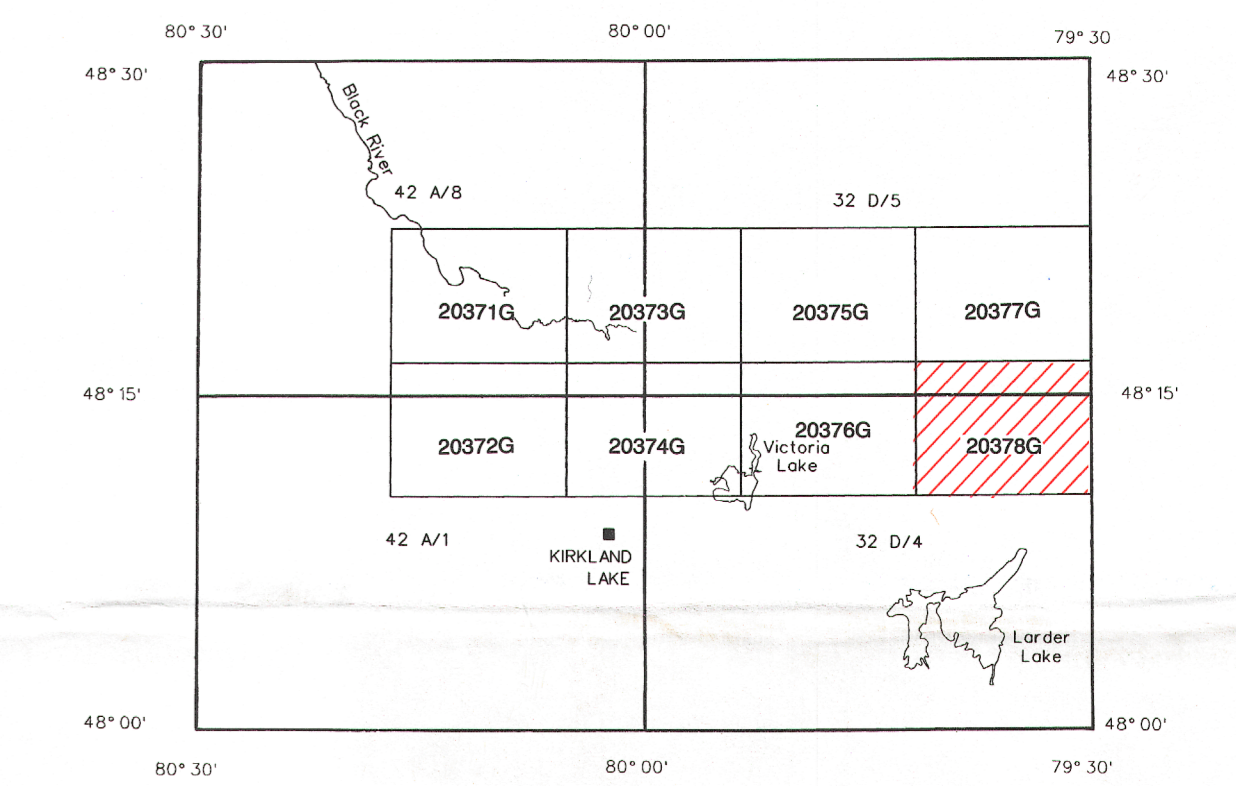 80° 30'
80° 00'
79° 30
48° 30'
48° 30'
Black River
42 A/8
32 D/5
20371G
20373G
20375G
20377G
48° 15'
48° 15'
20372G
20374G
20376G
20378G
Victoria
Lake
42 A/1
32 D/4
KIRKLAND
LAKE
Larder
Lake
48° 00'
48° 00'
80° 30'
80° 00'
79° 30'